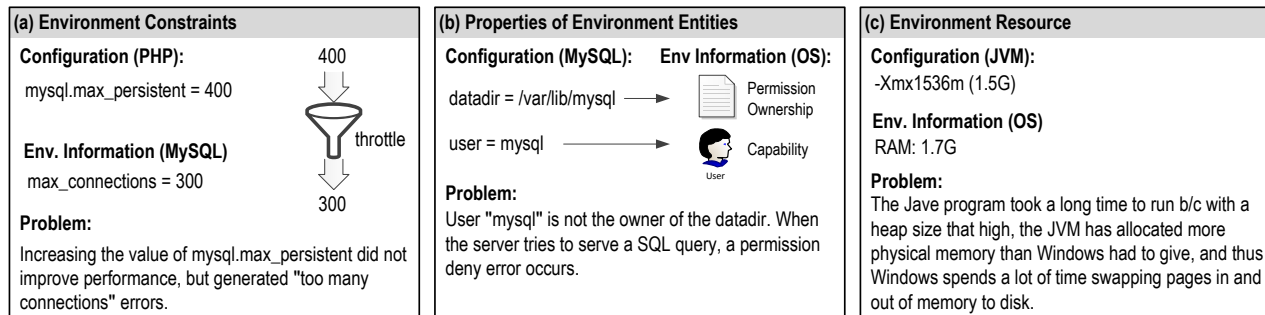 (a) Environment Constraints
Configuration (PHP):
400
mysql.max_persistent = 400
throttle
Env. Information (MySQL)
max_connections = 300
300
Problem:
Increasing the value of mysql.max_persistent did not
improve performance, but generated "too many
connections" errors.
(b) Properties of Environment Entities
Configuration (MySQL): Env Information (OS):
datadir = /var/lib/mysql
Permission
Ownership
user = mysql
Capability
User
Problem:
User "mysql" is not the owner of the datadir. When
the server tries to serve a SQL query, a permission
deny error occurs.
(c) Environment Resource
Configuration (JVM):
-Xmx1536m (1.5G)
Env. Information (OS)
RAM: 1.7G
Problem:
The Jave program took a long time to run b/c with a
heap size that high, the JVM has allocated more
physical memory than Windows had to give, and thus
Windows spends a lot of time swapping pages in and
out of memory to disk.